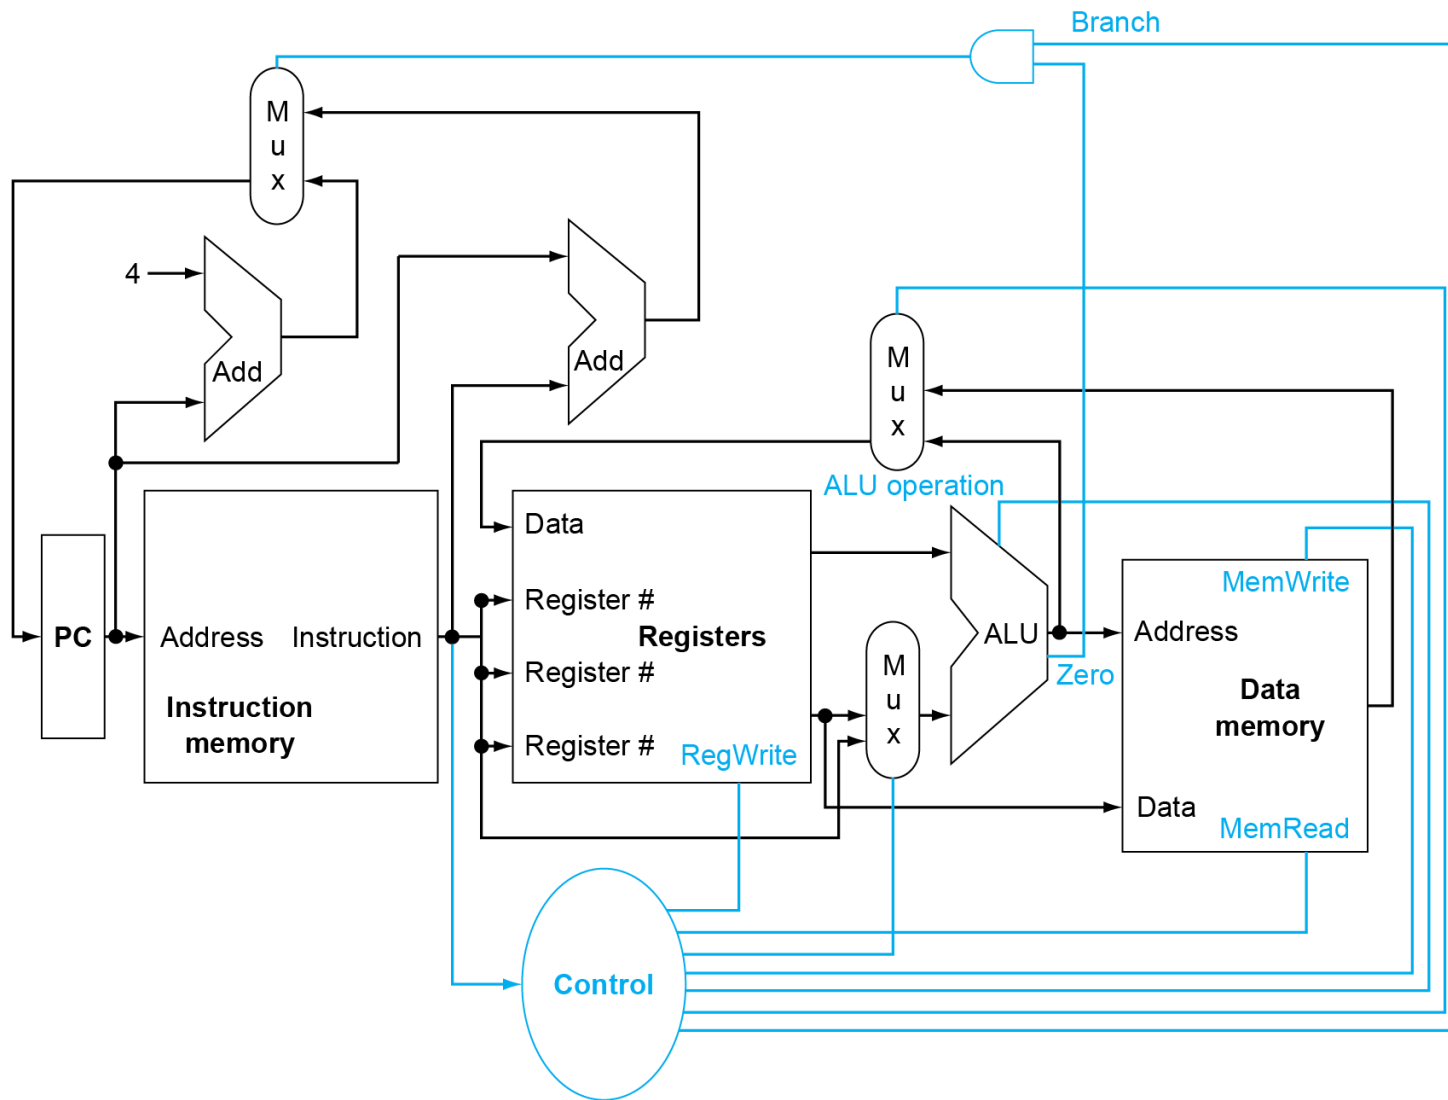 Branch
M
u
x
4
Add
Add
M
u
x
ALU operation
Data
Register #
Registers
Register #
Register #
RegWrite
PC
Address
Instruction
Instruction
memory
M
u
x
ALU
Zero
MemWrite
Address
Data
memory
Data
MemRead
Control